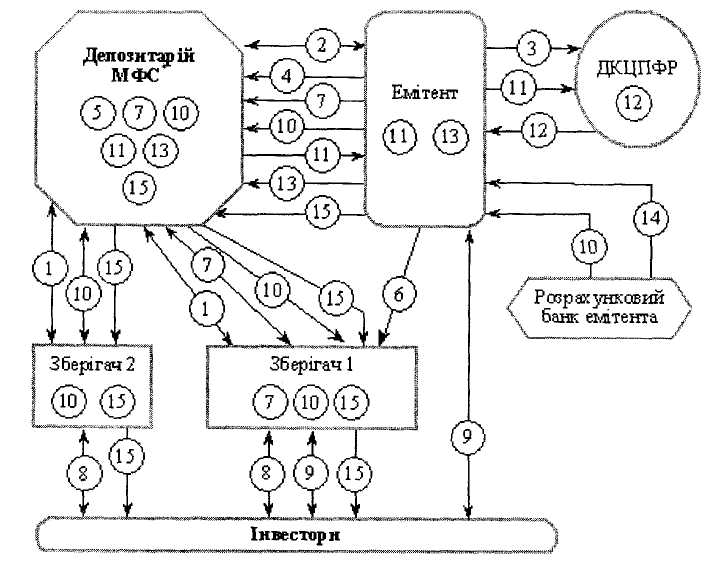 Депозитарій
МФС
5 7 10
11 13
15
2
4
7
10
11
13
15
Емітент
11 13
3
11
12
ДКЦПФР
12
14
10
Розрахунковий
банк емітента
1
10
15
1
7
10
15
6
9
Зберігач 2
10 15
Зберігач 1
7 10 15
8
15
8
9
15
Інвестори